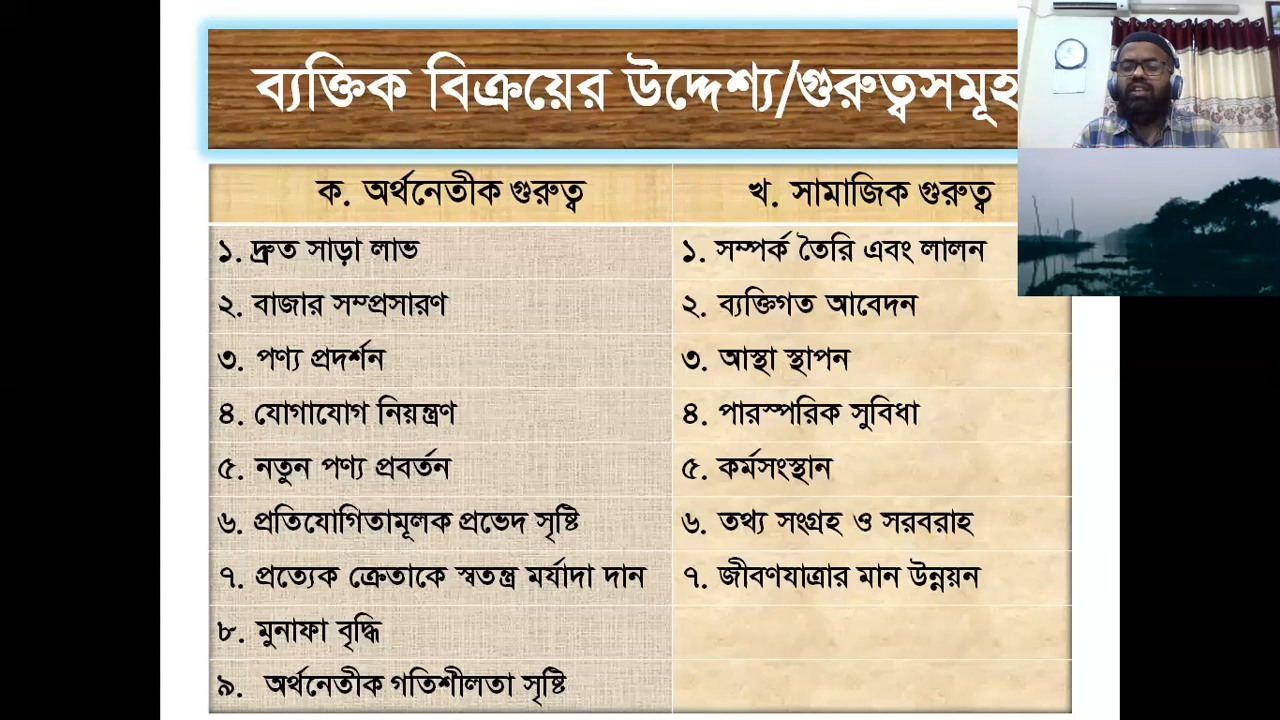 ব্যক্তিক বিক্রয়ের উদ্দেশ্য/গুরুত্বসমূহ
ক. অর্থনেতীক গুরুত্ব
খ. সামাজিক গুরুত্ব
১. দ্রুত সাড়া লাভ
১. সম্পর্ক তৈরি এবং লালন
২. বাজার সম্প্রসারণ
২. ব্যক্তিগত আবেদন
৩. পণ্য প্রদর্শন
৩. আস্থা স্থাপন
৪. যোগাযোগ নিয়ন্ত্রণ
৪. পারস্পরিক সুবিধা
৫. নতুন পণ্য প্রবর্তন
৫. কর্মসংস্থান
৬. প্রতিযোগিতামূলক প্রভেদ সৃষ্টি
৬. তথ্য সংগ্রহ ও সরবরাহ
৭. প্রত্যেক ক্রেতাকে স্বতন্ত্র মর্যাদা দান
৭. জীবণযাত্রার মান উন্নয়ন
৮. মুনাফা বৃদ্ধি
৯. অর্থনেতীক গতিশীলতা সৃষ্টি